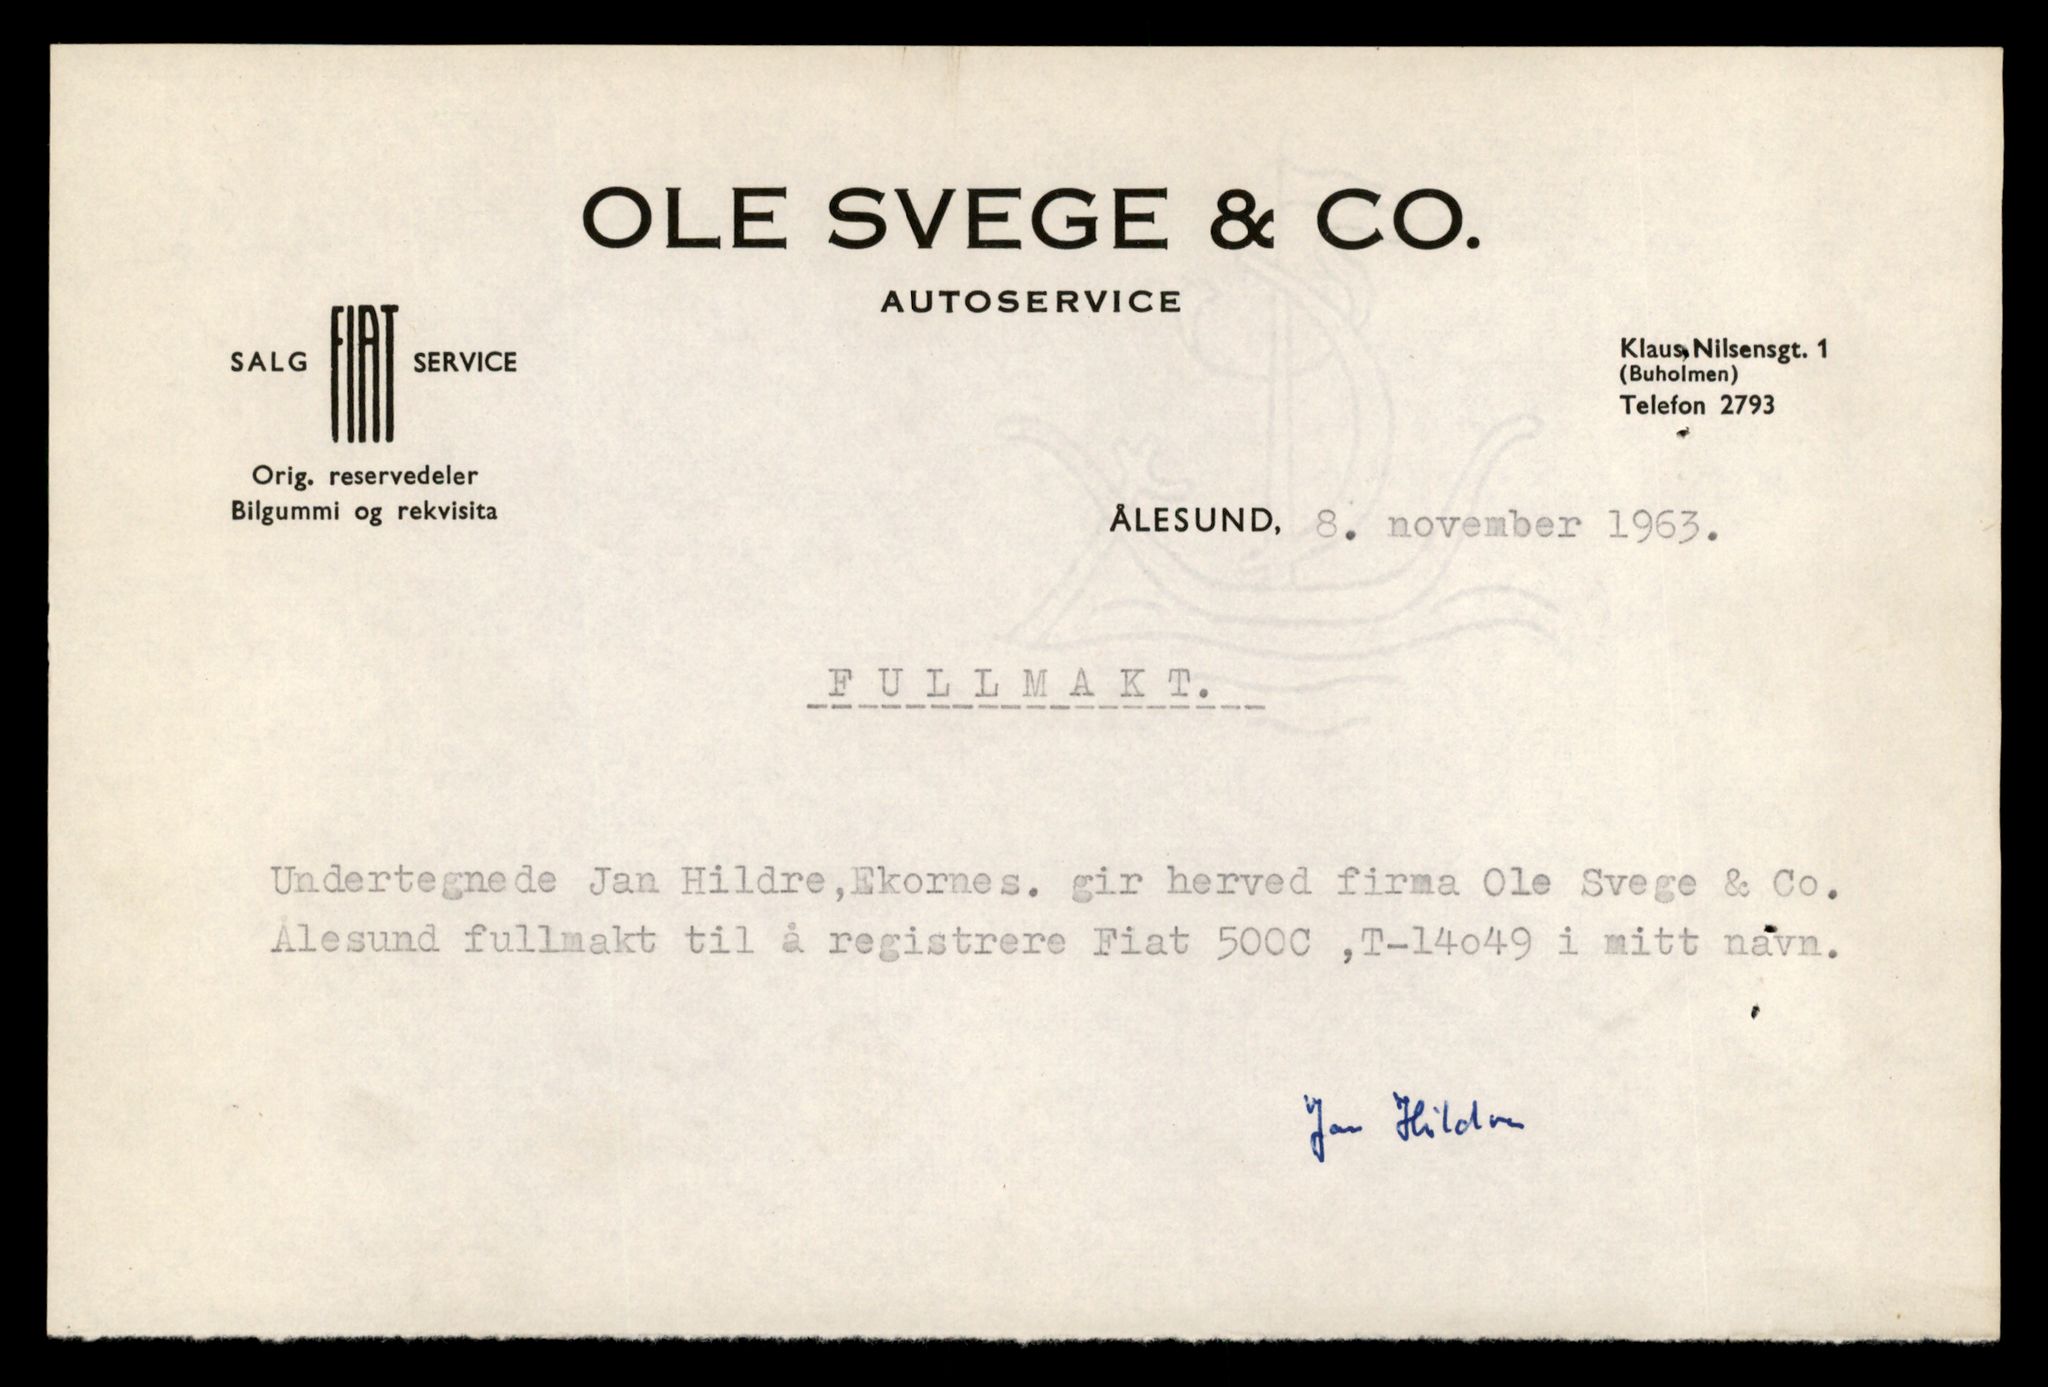 OLE SVEGE & CO.
AUTOSERVICE
SALG FIAT SERVICE
Orig. reservedeler
Bilgummi og rekvisita
Klaus Nilsensgt. 1
(Buholmen)
Telefon 2793
ÅLESUND, 8. november 1963.
F U L L M A K T.
Undertegnede Jan Hildre,Ekornes. gir herved firma Ole Svege & Co.
Ålesund fullmakt til å registrere Fiat 500C ,T-14o49 i mitt navn.
Jan Hildre